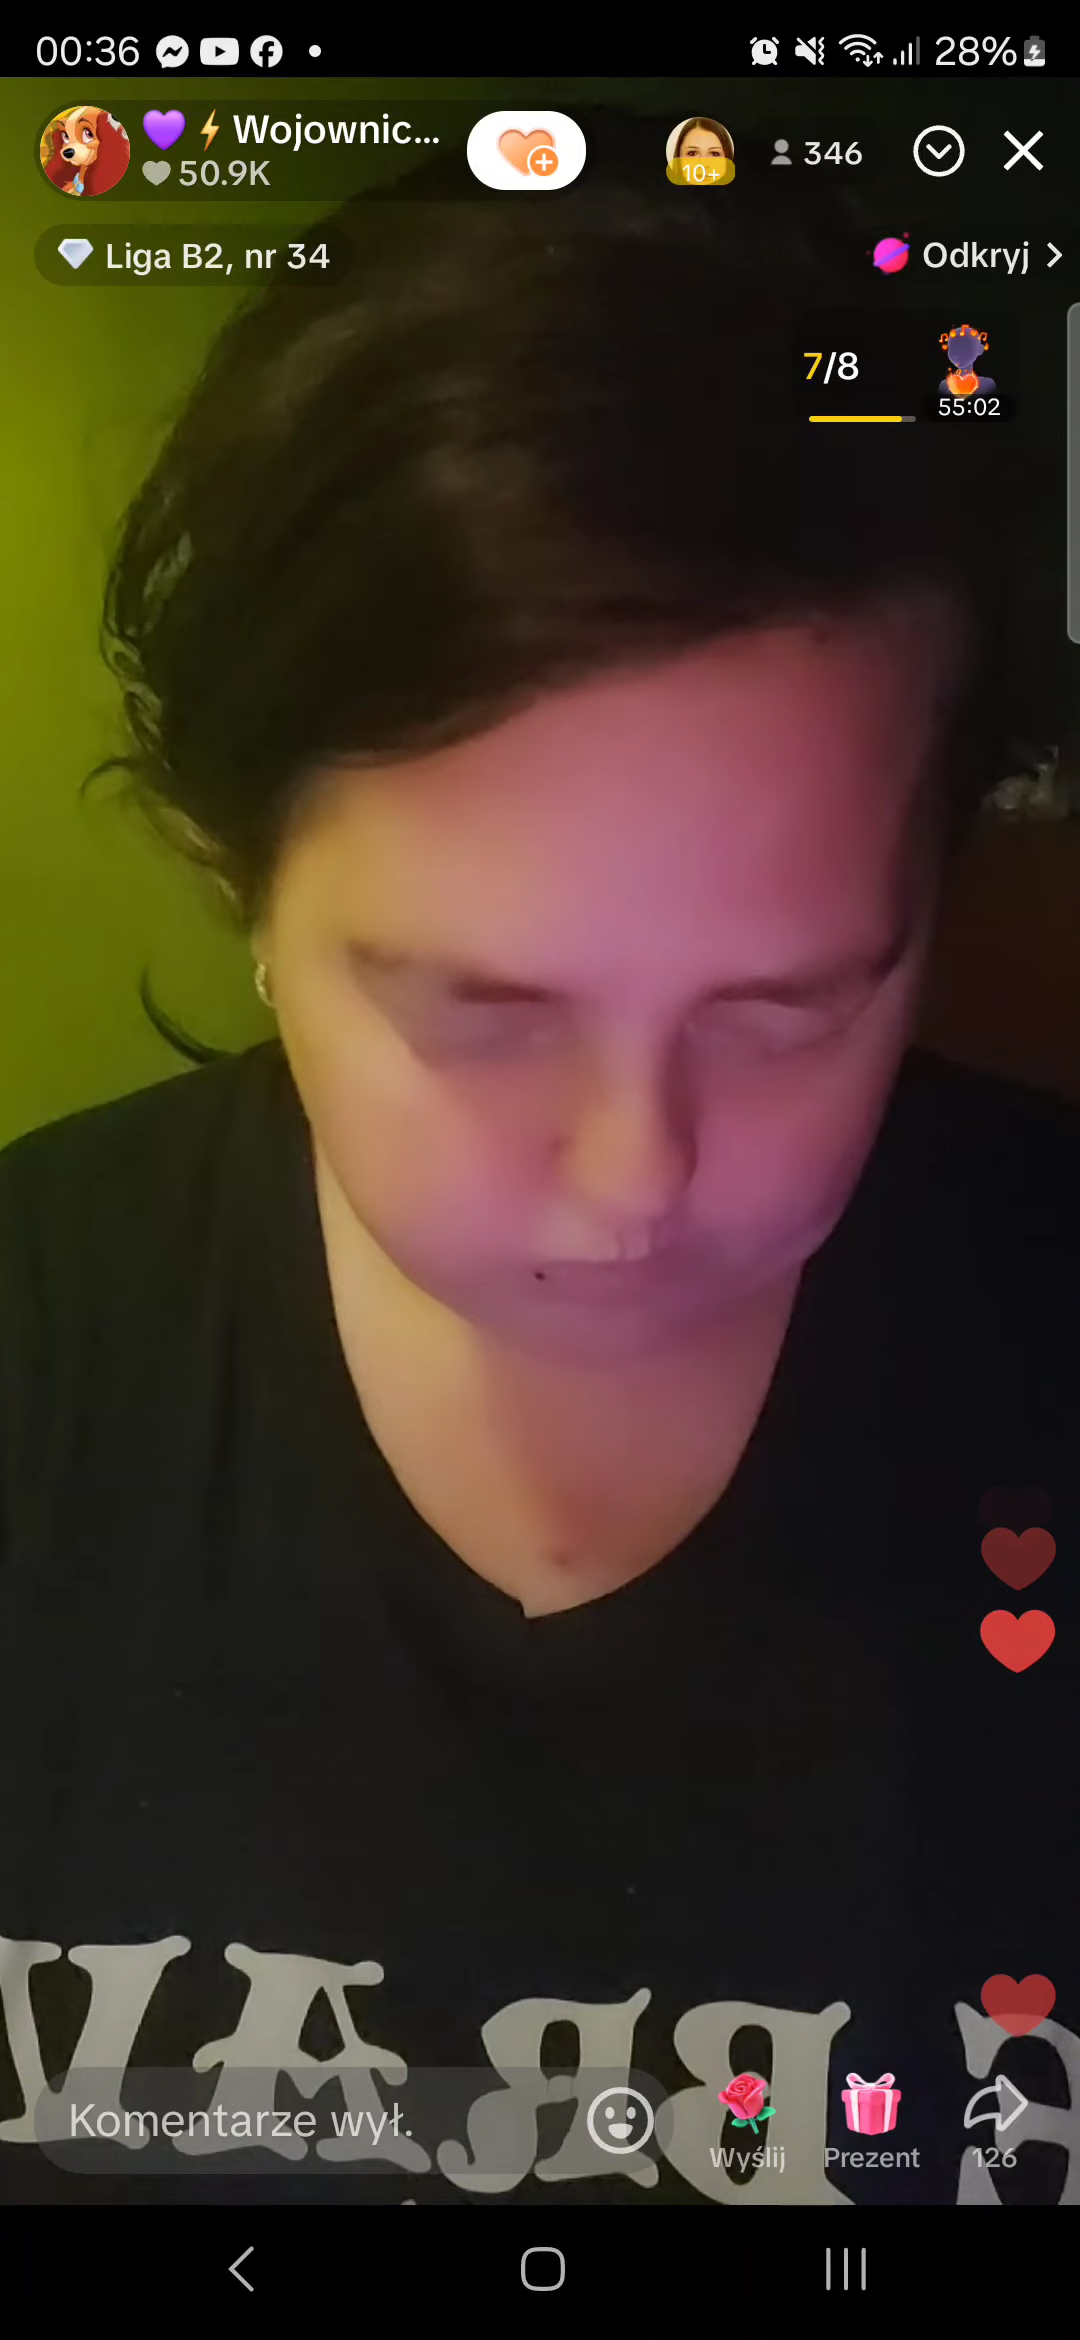 00:36
28%
💜⚡Wojownic...
50.9K
10+
346
Liga B2, nr 34
Odkryj
7/8
55:02
Komentarze wył.
Wyślij
Prezent
126